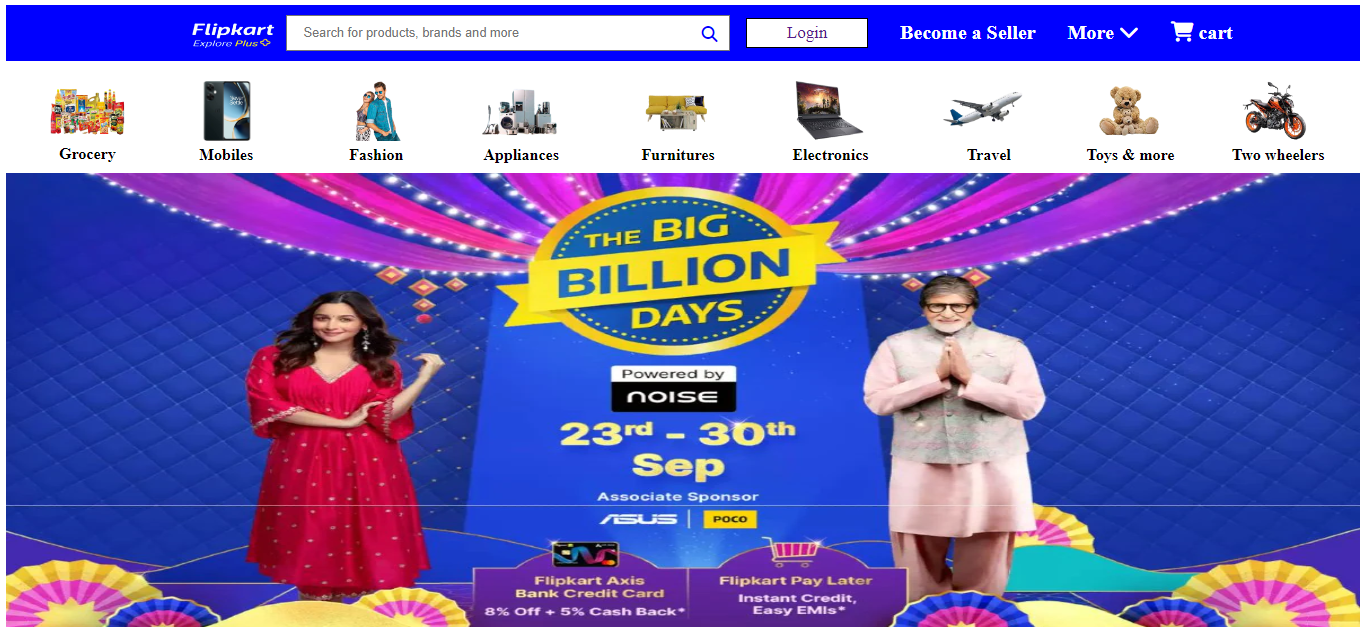 Flipkart
Explore Plus
Search for products, brands and more
Login
Become a Seller
More
cart
Grocery
Mobiles
Fashion
Appliances
Furnitures
Electronics
Travel
Toys & more
Two wheelers
THE BIG
BILLION
DAYS
Powered by
noise
23rd - 30th
Sep
Associate Sponsor
ASUS
POCO
Flipkart Axis
Bank Credit Card
8% Off + 5% Cash Back*
Flipkart Pay Later
Instant Credit,
Easy EMIs*